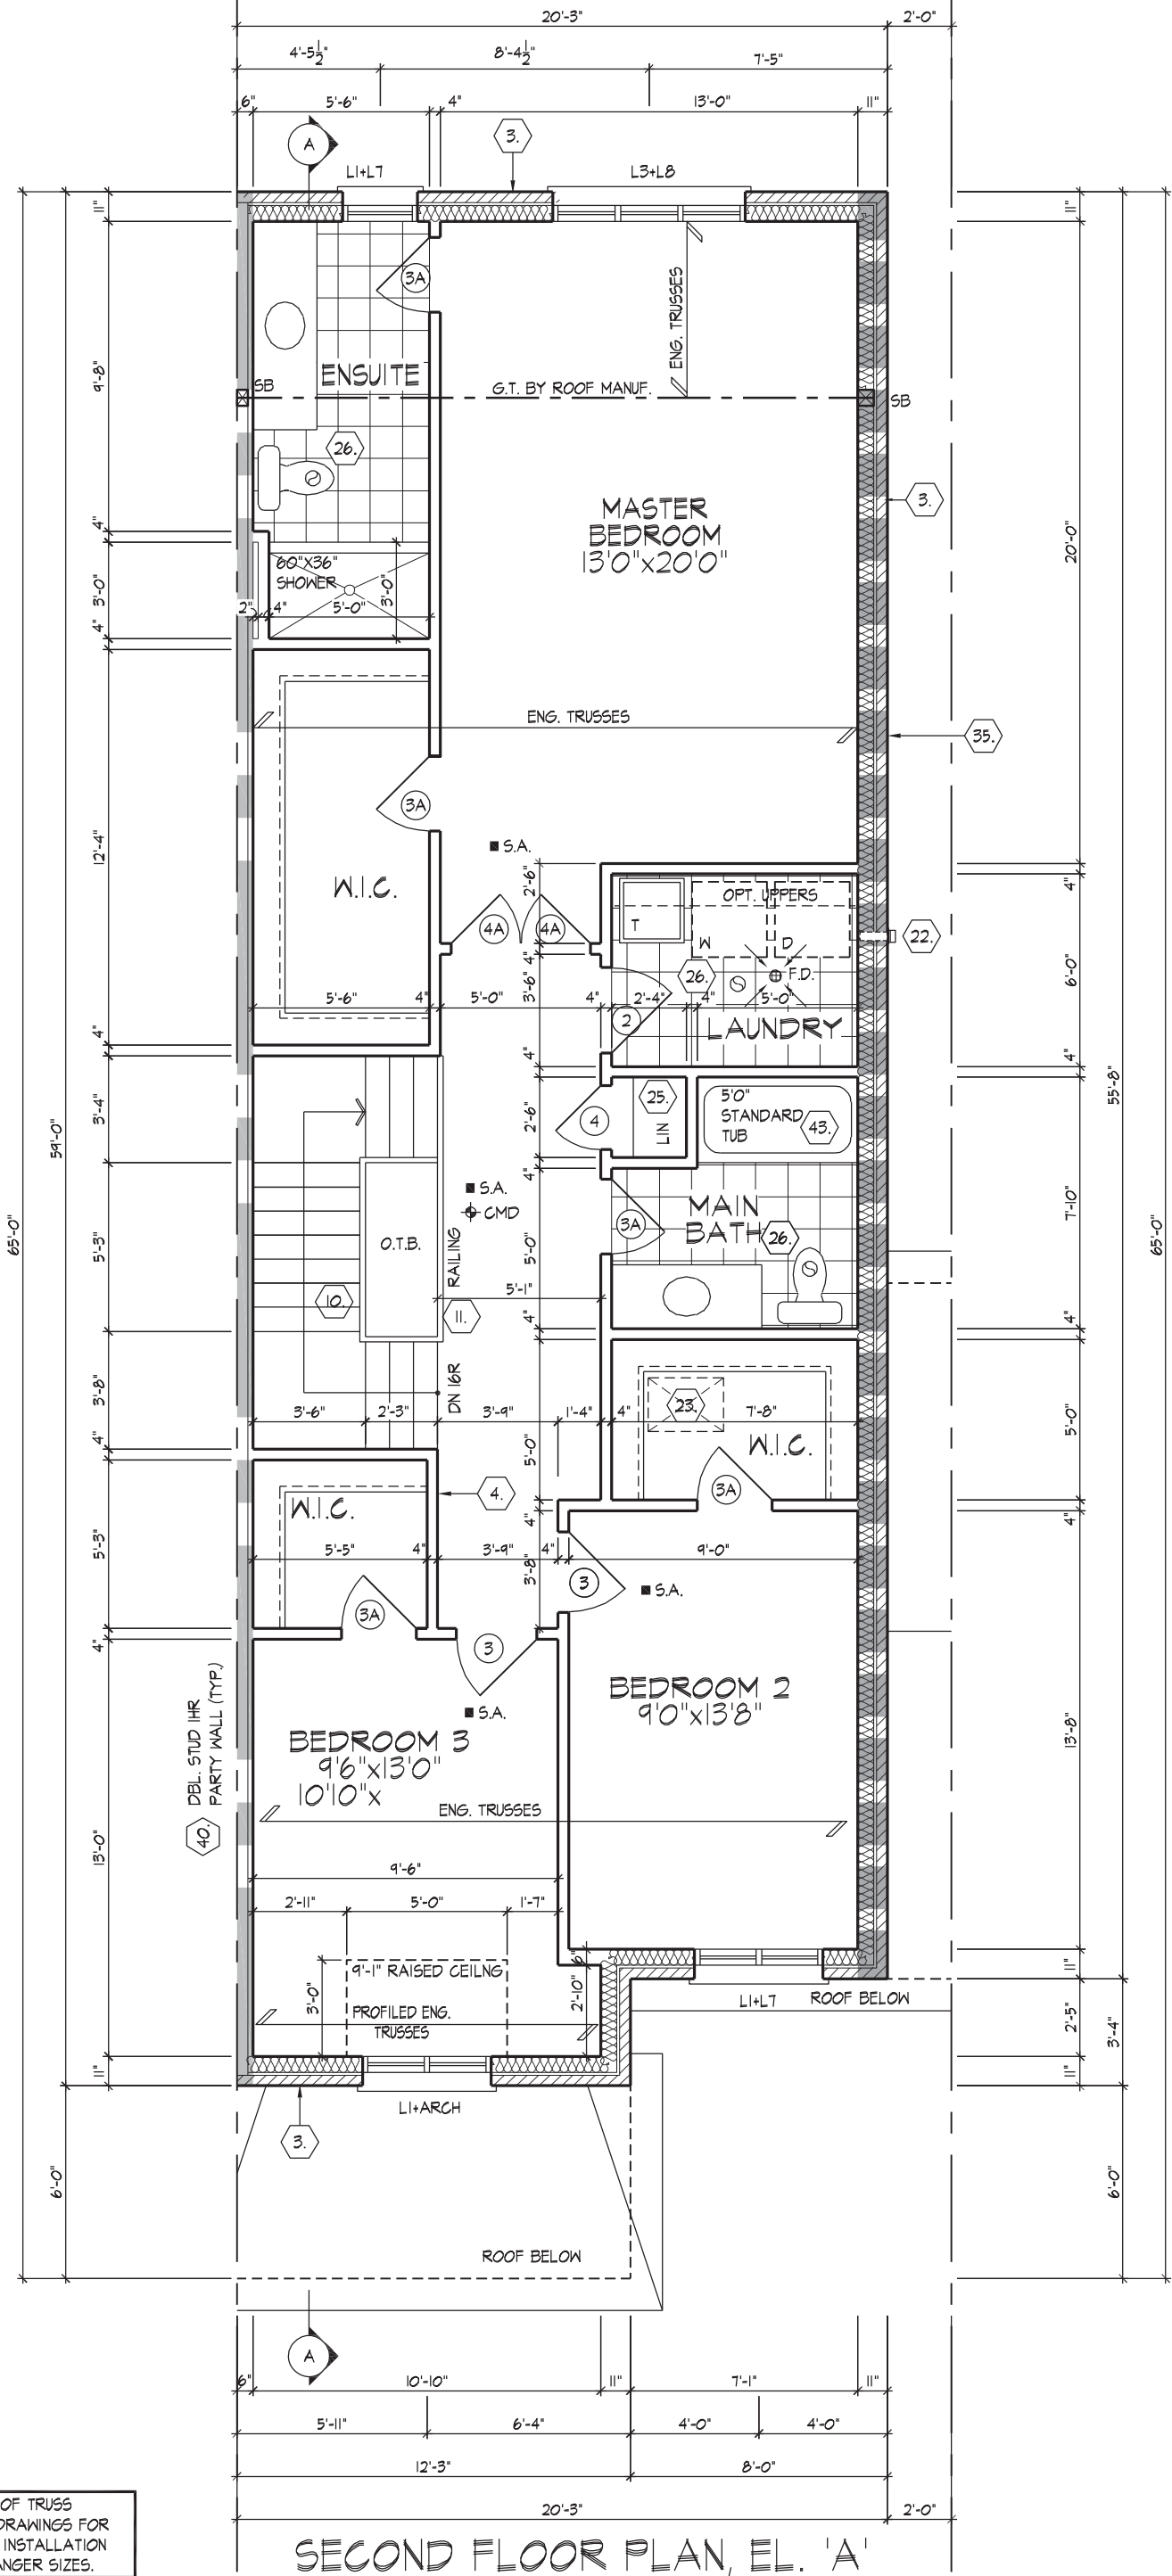 20'-3"
2'-0"
4'-5½"
8'-4½"
7'-5"
6"
5'-6"
4"
13'-0"
11"
A
3.
L1+L7
L3+L8
11"
11"
3A
ENG. TRUSSES
9'-8"
ENSUITE
SB
G.T. BY ROOF MANUF.
SB
26.
3.
MASTER
BEDROOM
13'0"x20'0"
20'-0"
4"
60"X36"
SHOWER
3'-0"
3'-0"
2"
4"
5'-0"
4"
ENG. TRUSSES
35.
3A
12'-4"
S.A.
W.I.C.
2'-6"
OPT. UPPERS
4"
T
4A
4A
W
D
22.
4"
26.
F.D.
6'-0"
3'-6"
5'-6"
4"
5'-0"
4"
2'-4"
4"
5'-0"
2
LAUNDRY
4"
4"
4"
3'-4"
2'-6"
4
25.
LIN
5'0"
STANDARD
TUB
43.
55'-8"
59'-0"
4"
S.A.
CMD
MAIN
BATH
3A
26.
7'-10"
65'-0"
65'-0"
5'-3"
O.T.B.
RAILING
5'-0"
5'-1"
10.
11.
4"
4"
3'-8"
DN 16R
23.
3'-6"
2'-3"
3'-9"
1'-4"
4"
7'-8"
5'-0"
5'-0"
W.I.C.
4"
3A
4.
W.I.C.
4"
4"
5'-3"
5'-5"
4"
3'-9"
4"
9'-0"
3'-8"
3
S.A.
3A
3
4"
BEDROOM 2
9'0"x13'8"
DBL. STUD 1HR
PARTY WALL (TYP.)
40.
S.A.
BEDROOM 3
9'6"x13'0"
10'10"x
13'-8"
ENG. TRUSSES
13'-0"
9'-6"
2'-11"
5'-0"
1'-7"
6"
11"
9'-1" RAISED CEILNG
3'-0"
2'-10"
L1+L7
ROOF BELOW
PROFILED ENG.
TRUSSES
2'-5"
3'-4"
11"
11"
L1+ARCH
3.
6'-0"
6'-0"
ROOF BELOW
A
6"
10'-10"
11"
7'-1"
11"
5'-11"
6'-4"
4'-0"
4'-0"
12'-3"
8'-0"
20'-3"
2'-0"
OF TRUSS
DRAWINGS FOR
INSTALLATION
ANGER SIZES.
SECOND FLOOR PLAN, EL. 'A'